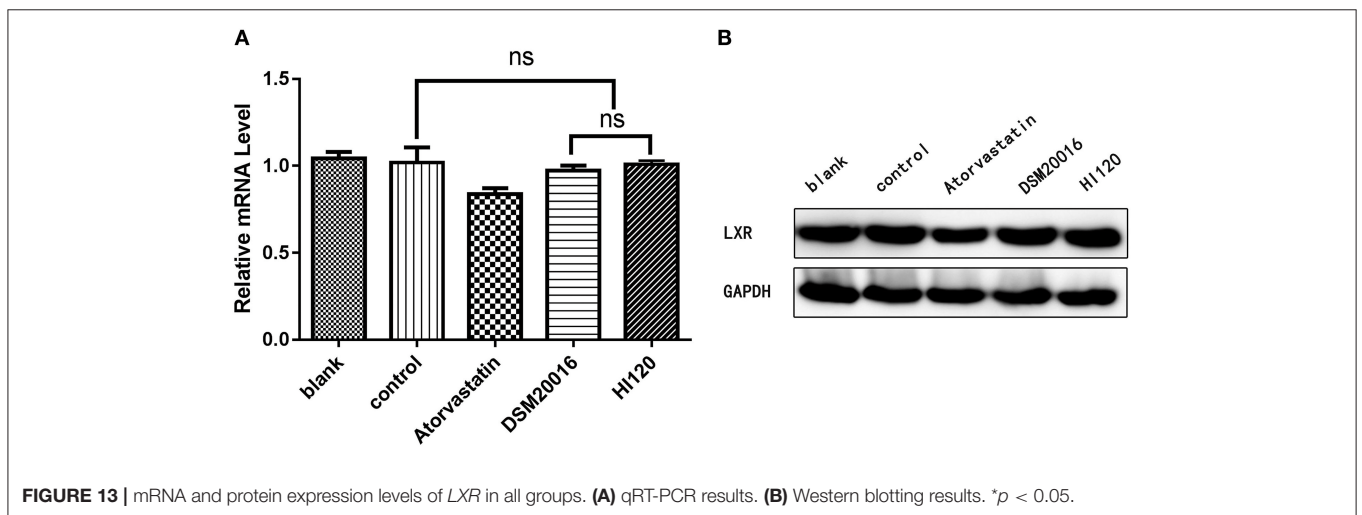 A
ns
ns
Relative mRNA Level
1.5
1.0
0.5
0.0
blank
control
Atorvastatin
DSM20016
HI120
B
blank
control
Atorvastatin
DSM20016
HI120
LXR
GAPDH
FIGURE 13 | mRNA and protein expression levels of LXR in all groups. (A) qRT-PCR results. (B) Western blotting results. *p < 0.05.